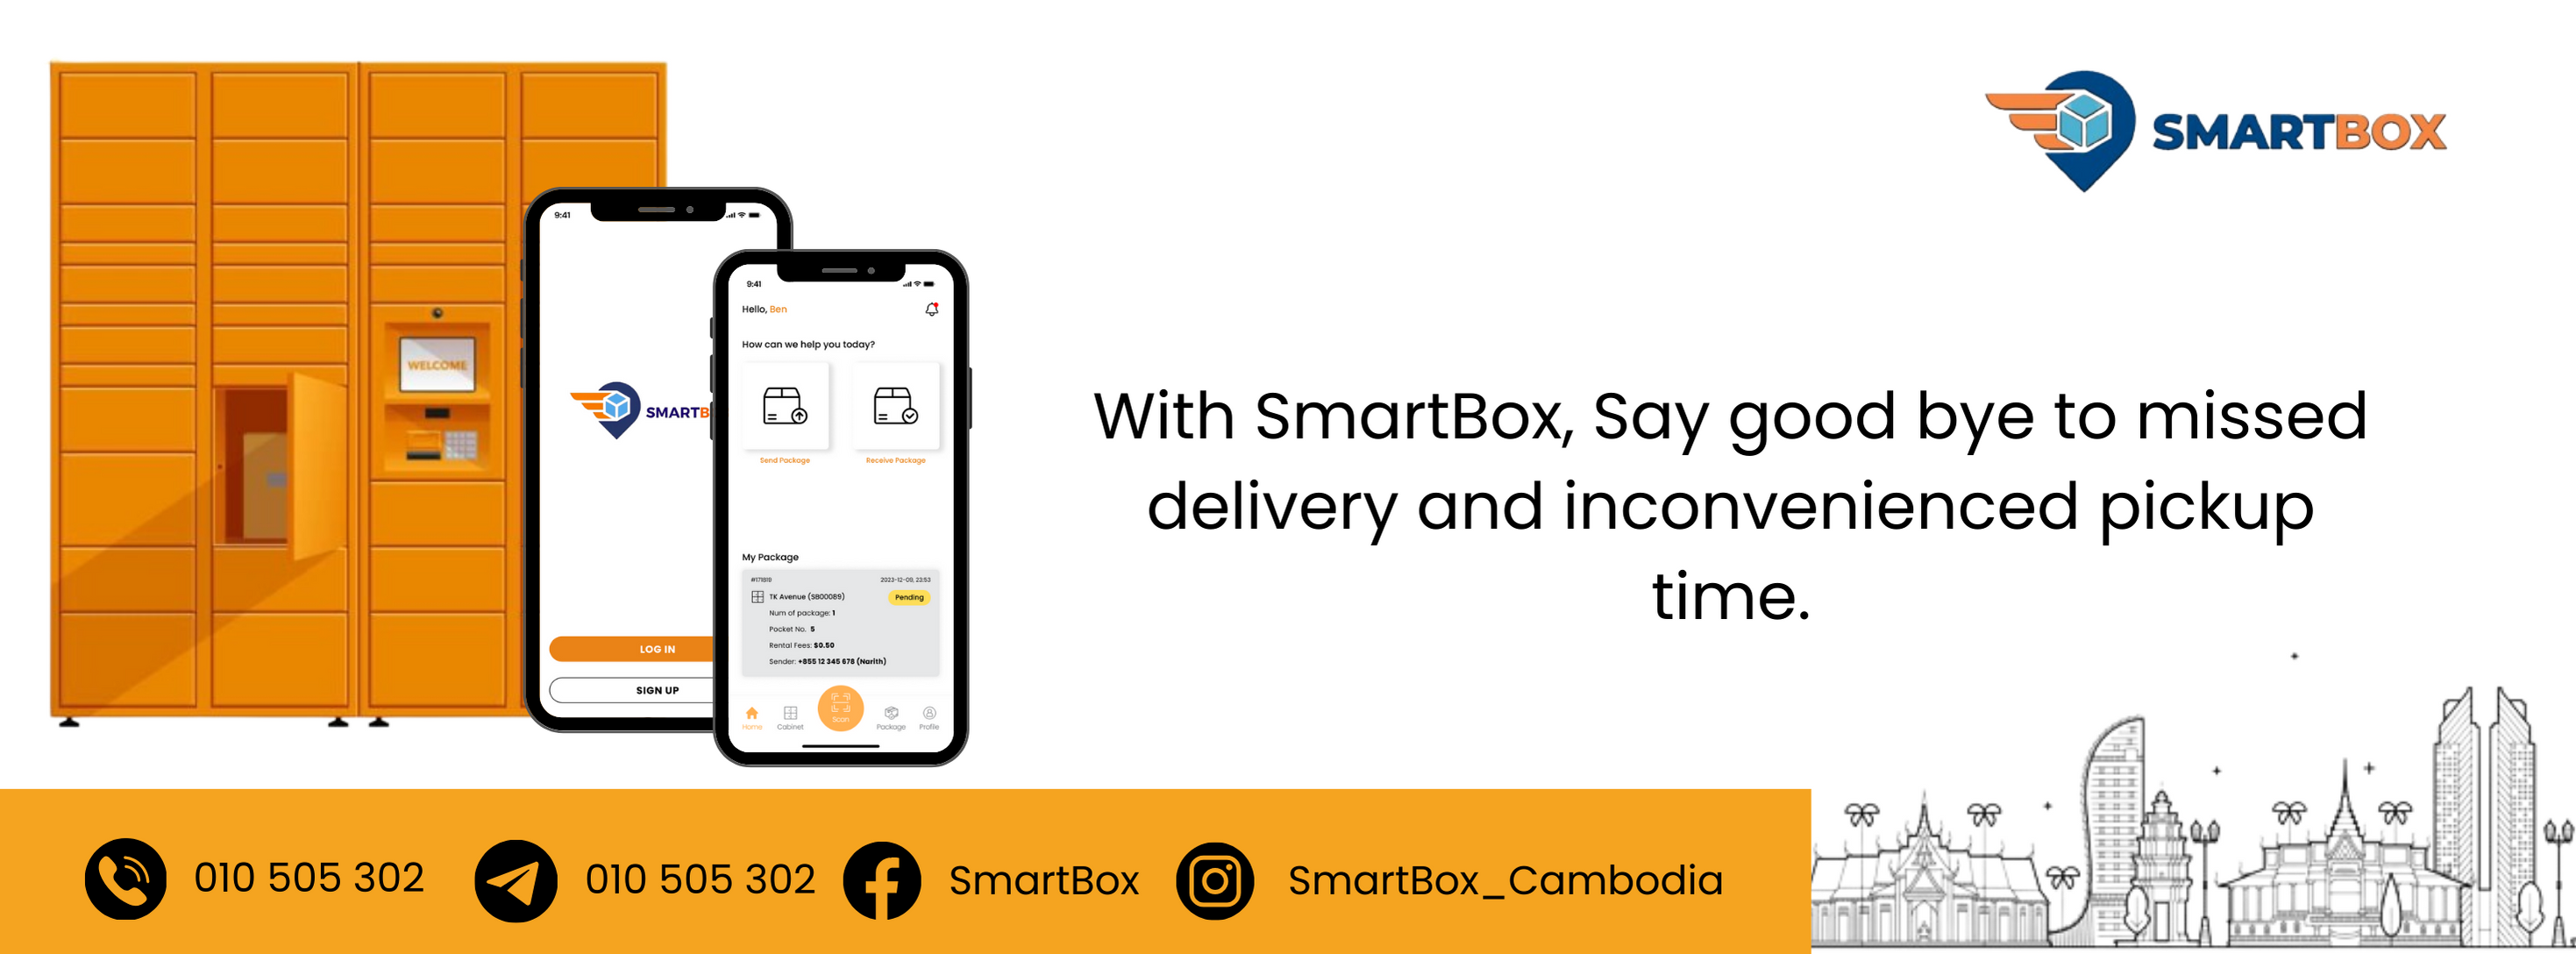 SMARTBOX
WELCOME
9:41
SMARTB
LOG IN
SIGN UP
9:41
Hello, Ben
How can we help you today?
Send Package
Receive Package
My Package
#171819 2023-12-09, 23:53
TK Avenue (SB00089) Pending
Num of package: 1
Pocket No. 5
Rental Fees: $0.50
Sender: +855 12 345 678 (Narith)
Home Cabinet Scan Package Profile
With SmartBox, Say good bye to missed
delivery and inconvenienced pickup
time.
010 505 302 010 505 302 SmartBox SmartBox_Cambodia